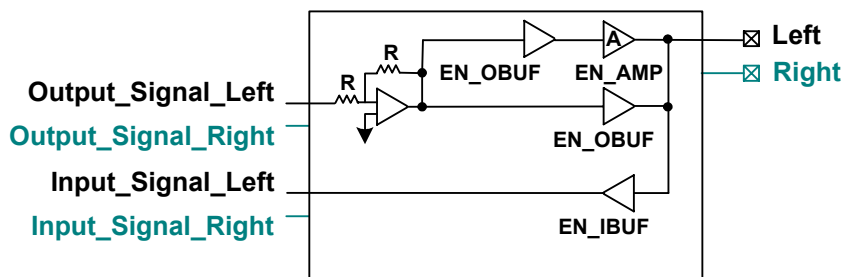 R
R
A
EN_OBUF
EN_AMP
Left
Right
Output_Signal_Left
Output_Signal_Right
EN_OBUF
Input_Signal_Left
Input_Signal_Right
EN_IBUF